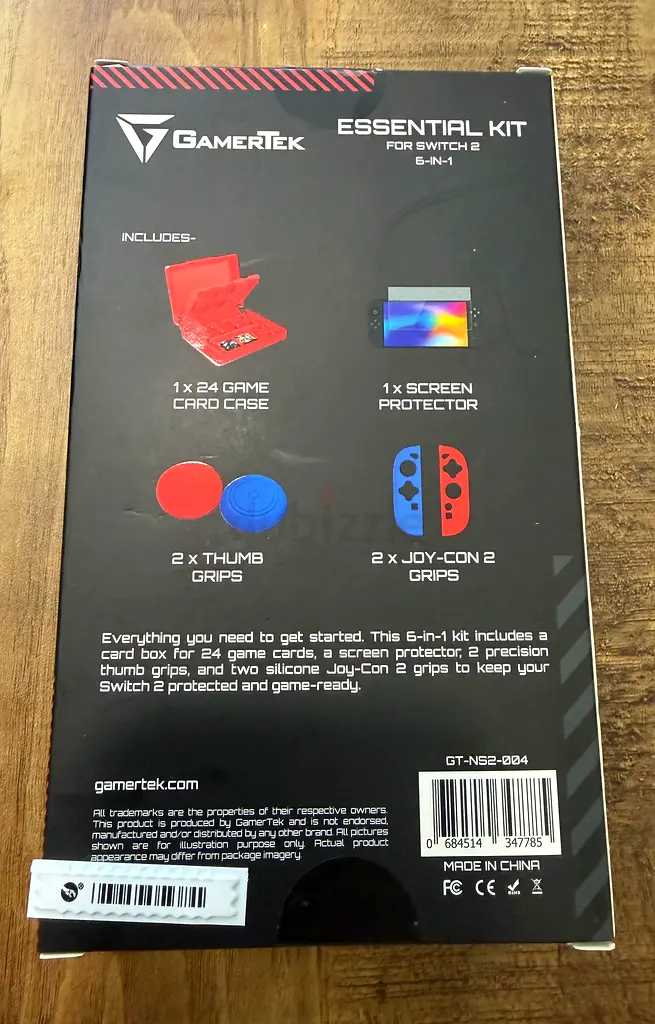 GAMERTEK
ESSENTIAL KIT
FOR SWITCH 2
6-IN-1
INCLUDES-
1 x 24 GAME
CARD CASE
1 x SCREEN
PROTECTOR
2 x THUMB
GRIPS
2 x JOY-CON 2
GRIPS
dubizzle
Everything you need to get started. This 6-in-1 kit includes a
card box for 24 game cards, a screen protector, 2 precision
thumb grips, and two silicone Joy-Con 2 grips to keep your
Switch 2 protected and game-ready.
gamertek.com
All trademarks are the properties of their respective owners.
This product is produced by GamerTek and is not endorsed,
manufactured and/or distributed by any other brand. All pictures
shown are for illustration purpose only. Actual product
appearance may differ from package imagery.
GT-NS2-004
0 684514 347785
MADE IN CHINA
FC CE RoHS